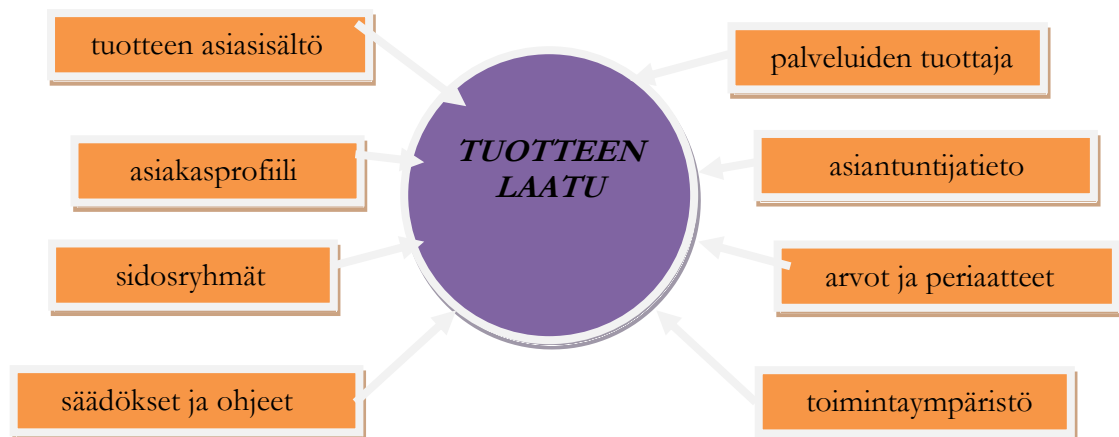 tuotteen asiasisältö
palveluiden tuottaja
TUOTTEEN
LAATU
asiakasprofiili
asiantuntijatieto
sidosryhmät
arvot ja periaatteet
säädökset ja ohjeet
toimintaympäristö